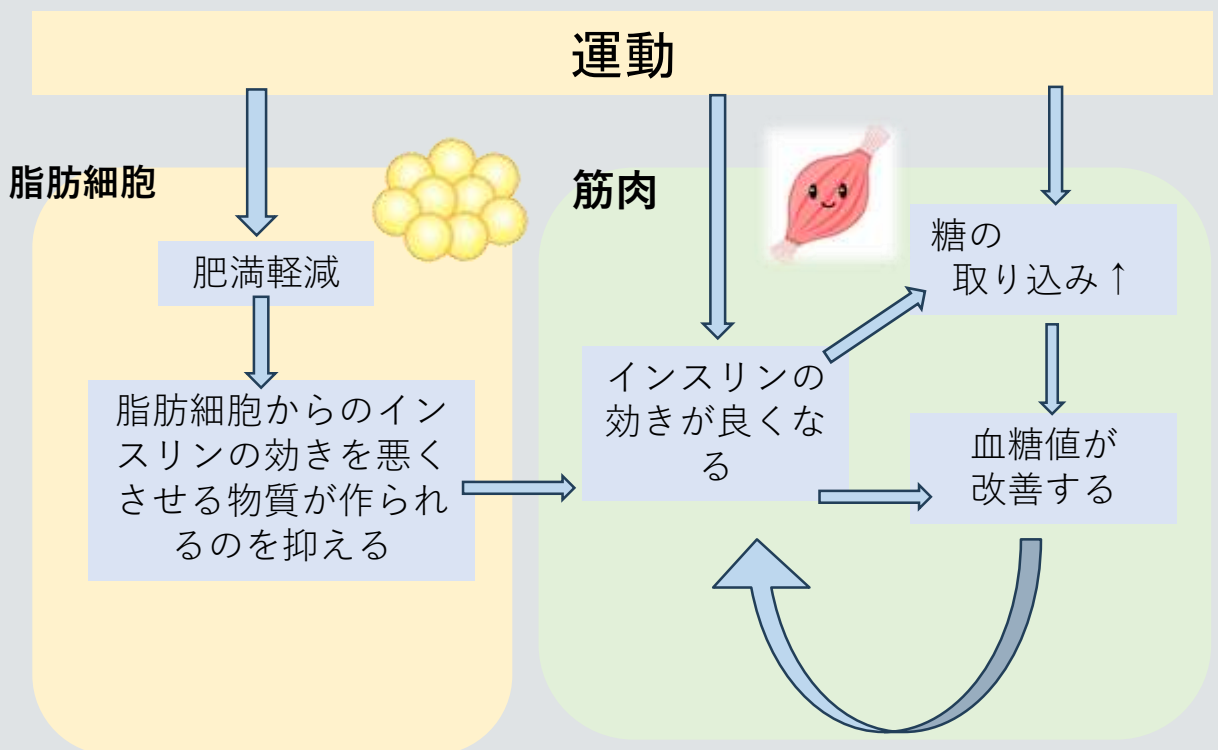 運動
脂肪細胞
肥満軽減
脂肪細胞からのイン
スリンの効きを悪く
させる物質が作られ
るのを抑える
筋肉
インスリンの
効きが良くな
る
糖の
取り込み↑
血糖値が
改善する